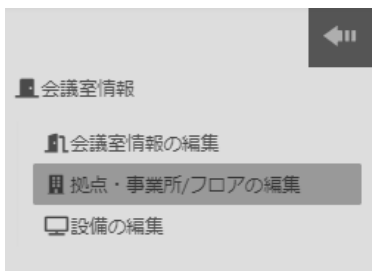 会議室情報
会議室情報の編集
拠点・事業所/フロアの編集
設備の編集